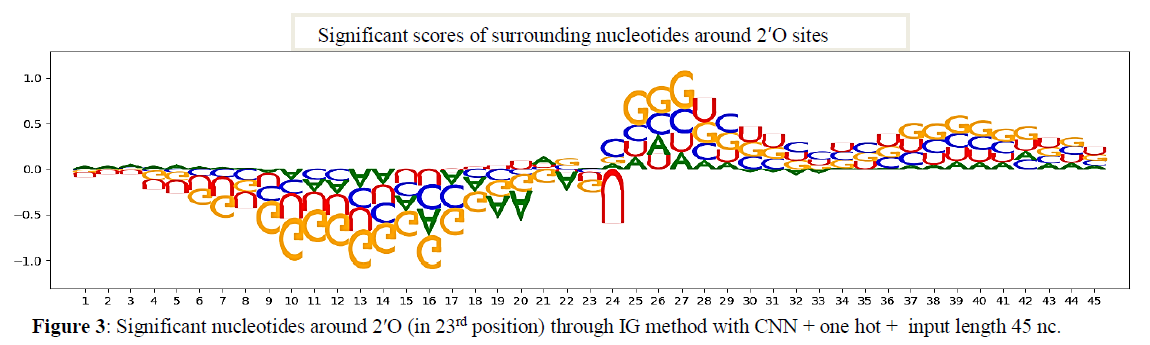 Significant scores of surrounding nucleotides around 2′O sites
1.0
0.5
0.0
−0.5
−1.0
1 2 3 4 5 6 7 8 9 10 11 12 13 14 15 16 17 18 19 20 21 22 23 24 25 26 27 28 29 30 31 32 33 34 35 36 37 38 39 40 41 42 43 44 45
Figure 3: Significant nucleotides around 2′O (in 23rd position) through IG method with CNN + one hot + input length 45 nc.